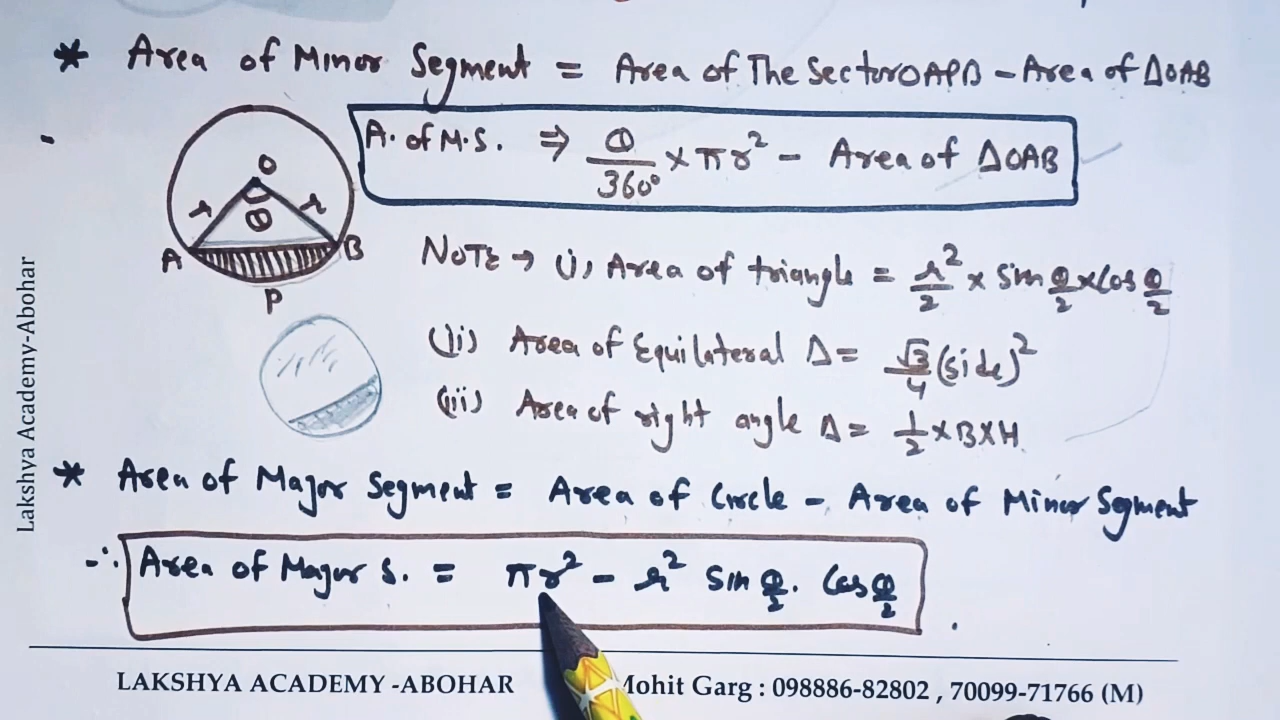 * Area of Minor Segment = Area of The Sector OAPB - Area of ΔOAB
A. of M.S. ⇒ θ/360° × πr² - Area of ΔOAB
O
r θ r
A B
P
NOTE → (i) Area of triangle = r²/2 × Sin θ/2 × Cos θ/2
(ii) Area of Equilateral Δ = √3/4 (Side)²
(iii) Area of right angle Δ = 1/2 × B × H
* Area of Major Segment = Area of Circle - Area of Minor Segment
∴ Area of Major S. = πr² - r² Sin θ/2 . Cos θ/2 .
LAKSHYA ACADEMY -ABOHAR Mohit Garg : 098886-82802 , 70099-71766 (M)
Lakshya Academy-Abohar